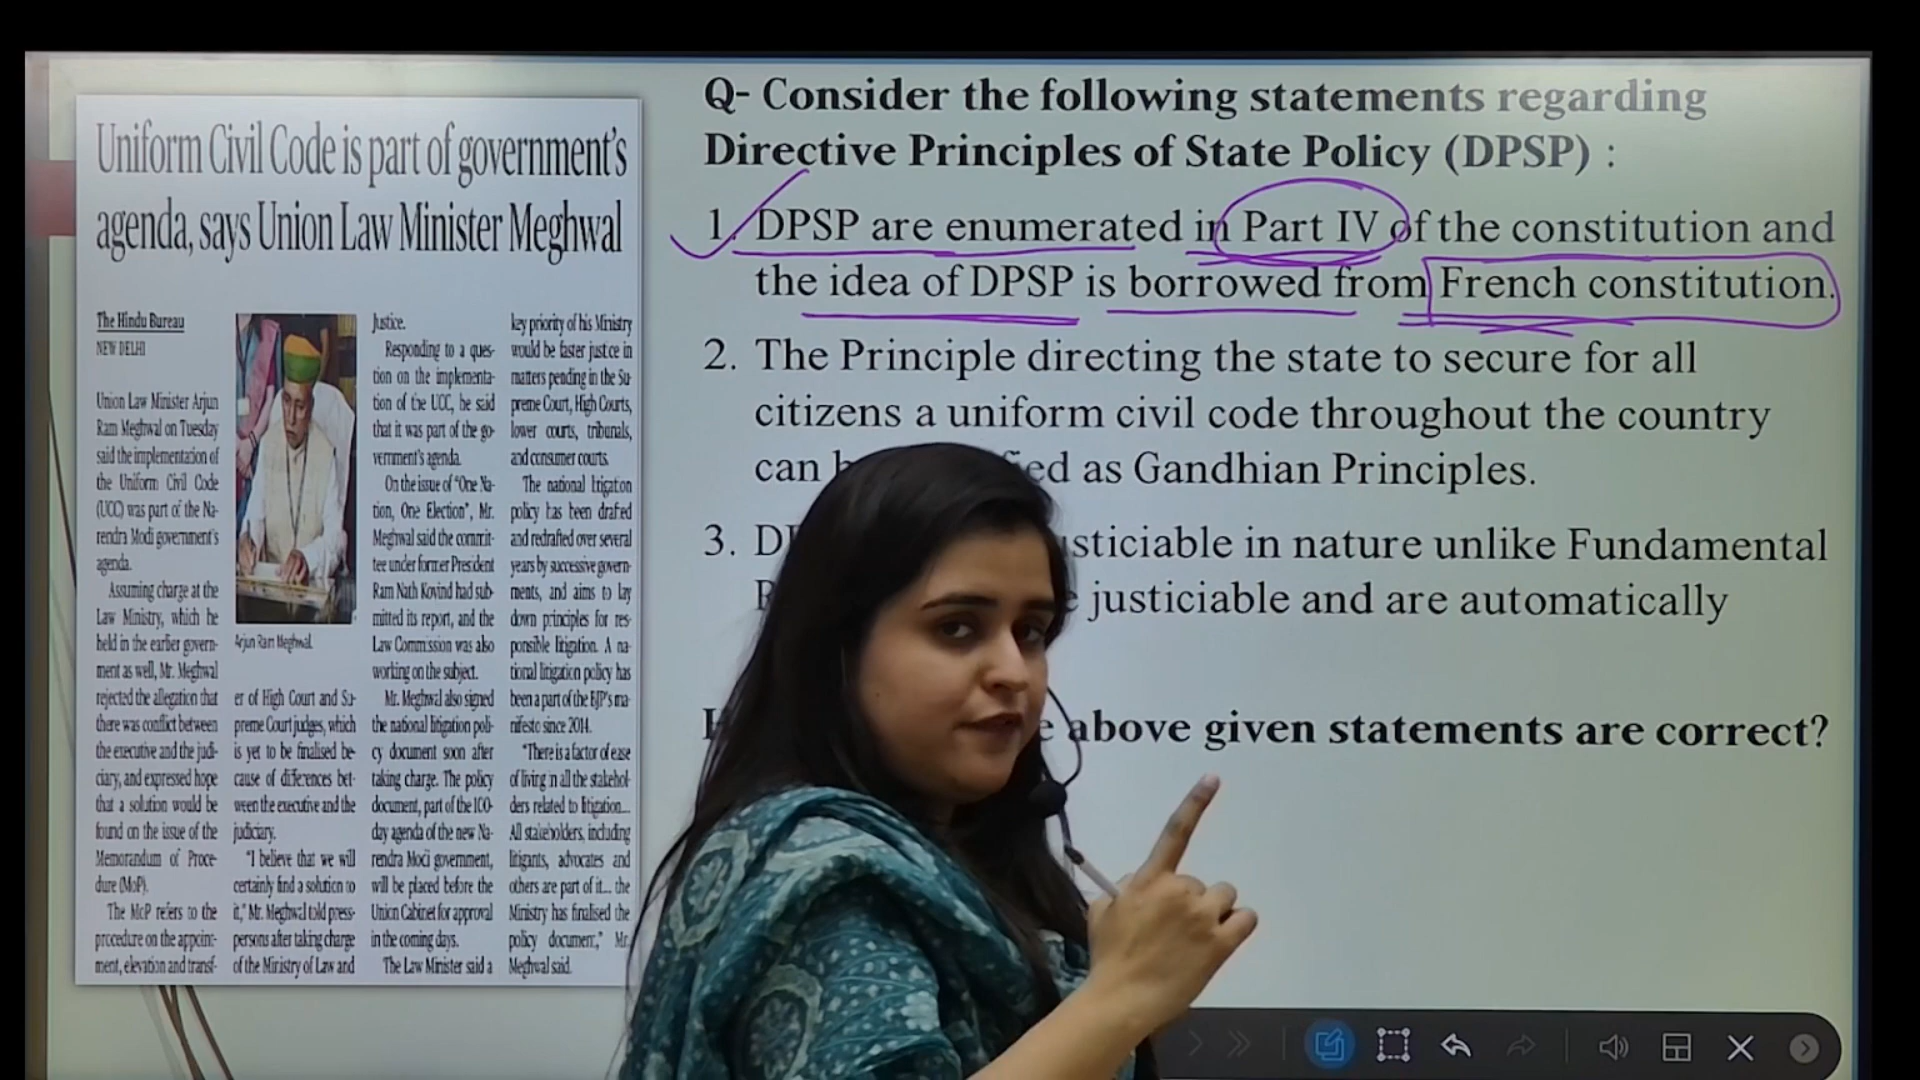 Uniform Civil Code is part of government's
agenda, says Union Law Minister Meghwal
The Hindu Bureau
NEW DELHI
Union Law Minister Arjun
Ram Meghwal on Tuesday
said the implementation of
the Uniform Civil Code
(UCC) was part of the Na-
rendra Modi government's
agenda.
Assuming charge at the
Law Ministry, which he
held in the earlier govern-
ment as well, Mr. Meghwal
rejected the allegation that
there was conflict between
the executive and the judi-
ciary, and expressed hope
that a solution would be
found on the issue of the
Memorandum of Proce-
dure (MoP).
The MoP refers to the
procedure on the appoint-
ment, elevation and transf-
Arjun Ram Meghwal.
er of High Court and Su-
preme Court judges, which
is yet to be finalised be-
cause of differences bet-
ween the executive and the
judiciary.
"I believe that we will
certainly find a solution to
it," Mr. Meghwal told press-
persons after taking charge
of the Ministry of Law and
Justice.
Responding to a ques-
tion on the implementa-
tion of the UCC, he said
that it was part of the go-
vernment's agenda.
On the issue of "One Na-
tion, One Election", Mr.
Meghwal said the commit-
tee under former President
Ram Nath Kovind had sub-
mitted its report, and the
Law Commission was also
working on the subject.
Mr. Meghwal also signed
the national litigation poli-
cy document soon after
taking charge. The policy
document, part of the 100-
day agenda of the new Na-
rendra Modi government,
will be placed before the
Union Cabinet for approval
in the coming days.
The Law Minister said a
key priority of his Ministry
would be faster justice in
matters pending in the Su-
preme Court, High Courts,
lower courts, tribunals,
and consumer courts.
The national litigation
policy has been drafted
and redrafted over several
years by successive govern-
ments, and aims to lay
down principles for res-
ponsible litigation. A na-
tional litigation policy has
been a part of the BJP's ma-
nifesto since 2014.
"There is a factor of ease
of living in all the stakehol-
ders related to litigation...
All stakeholders, including
litigants, advocates and
others are part of it... the
Ministry has finalised the
policy document," Mr.
Meghwal said.
Q- Consider the following statements regarding
Directive Principles of State Policy (DPSP) :
1. DPSP are enumerated in Part IV of the constitution and
the idea of DPSP is borrowed from French constitution.
2. The Principle directing the state to secure for all
citizens a uniform civil code throughout the country
can as Gandhian Principles.
3. in nature unlike Fundamental
justiciable and are automatically
above given statements are correct?